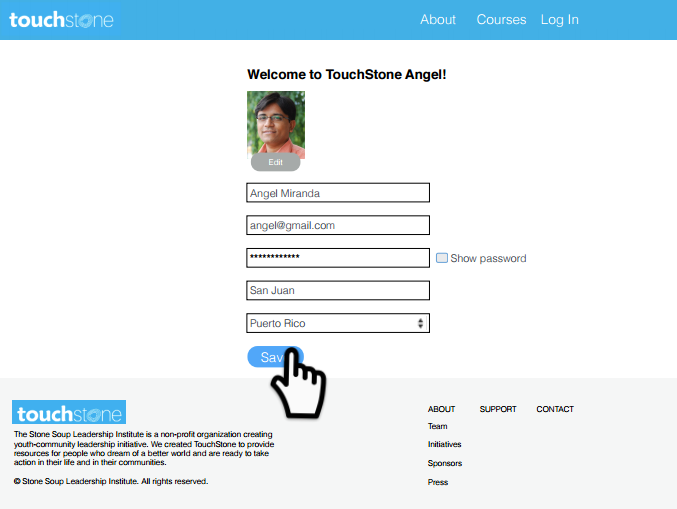 touchstone
About Courses Log In
Welcome to TouchStone Angel!
Edit
Angel Miranda
angel@gmail.com
************ Show password
San Juan
Puerto Rico
Sav
touchstone
The Stone Soup Leadership Institute is a non-profit organization creating
youth-community leadership initiative. We created TouchStone to provide
resources for people who dream of a better world and are ready to take
action in their life and in their communities.
© Stone Soup Leadership Institute. All rights reserved.
ABOUT SUPPORT CONTACT
Team
Initiatives
Sponsors
Press